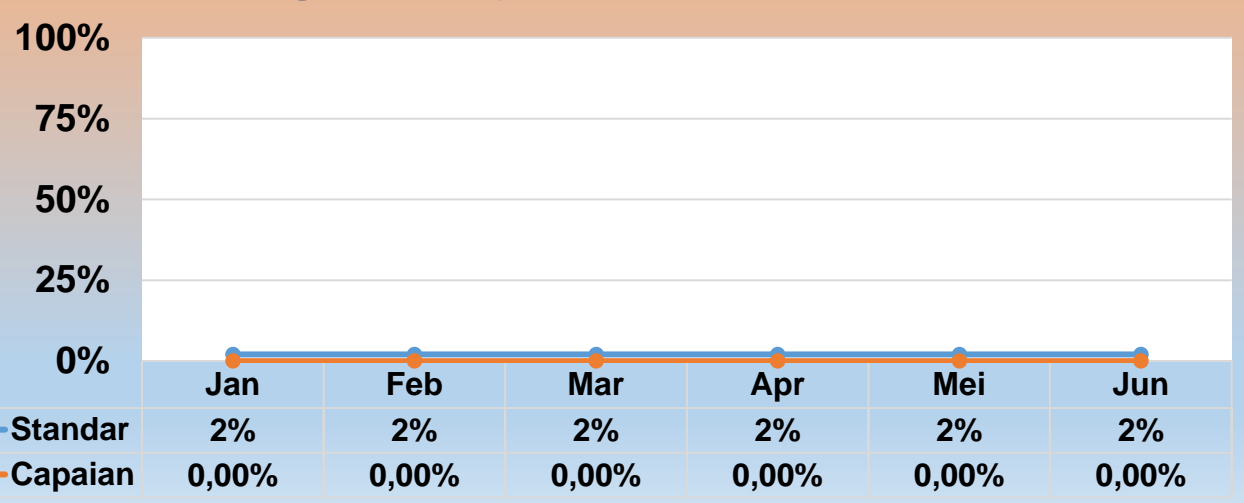 100%
75%
50%
25%
0%
Jan Feb Mar Apr Mei Jun
Standar 2% 2% 2% 2% 2% 2%
Capaian 0,00% 0,00% 0,00% 0,00% 0,00% 0,00%